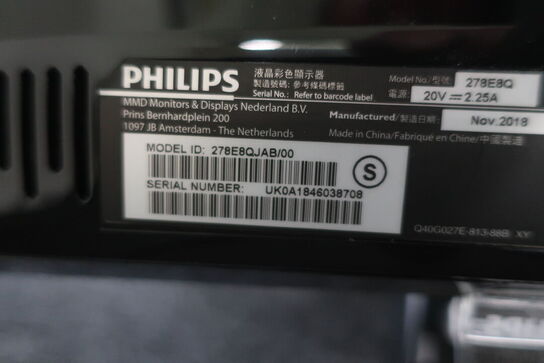 PHILIPS
液晶彩色顯示器
製造號碼: 參考條碼標籤
Serial No.: Refer to barcode label
MMD Monitors & Displays Nederland B.V.
Prins Bernhardplein 200
1097 JB Amsterdam - The Netherlands
MODEL ID: 278E8QJAB/00
SERIAL NUMBER: UK0A1846038708
S
Model No./型號: 278E8Q
電源: 20V ⎓ 2.25A
Manufactured/製造日期: Nov 2018
Made in China/Fabriqué en Chine/中國製造
Q40G027E-813-88B XY